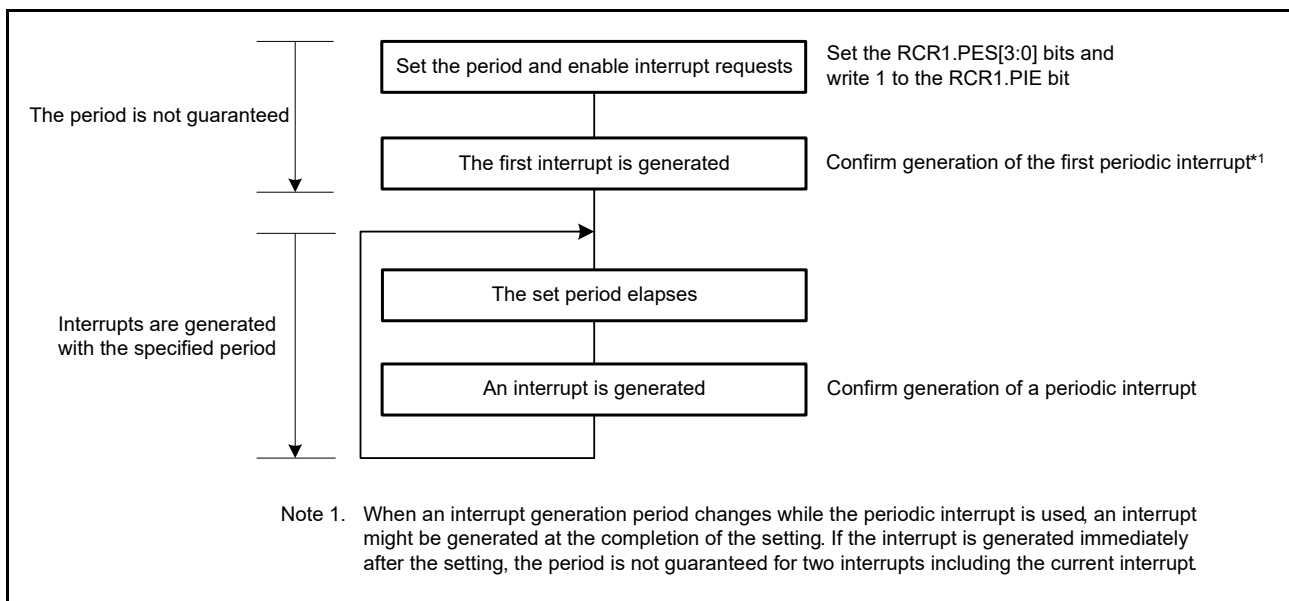 Set the period and enable interrupt requests
Set the RCR1.PES[3:0] bits and
write 1 to the RCR1.PIE bit
The period is not guaranteed
The first interrupt is generated
Confirm generation of the first periodic interrupt*1
The set period elapses
Interrupts are generated
with the specified period
An interrupt is generated
Confirm generation of a periodic interrupt
Note 1. When an interrupt generation period changes while the periodic interrupt is used, an interrupt
might be generated at the completion of the setting. If the interrupt is generated immediately
after the setting, the period is not guaranteed for two interrupts including the current interrupt.